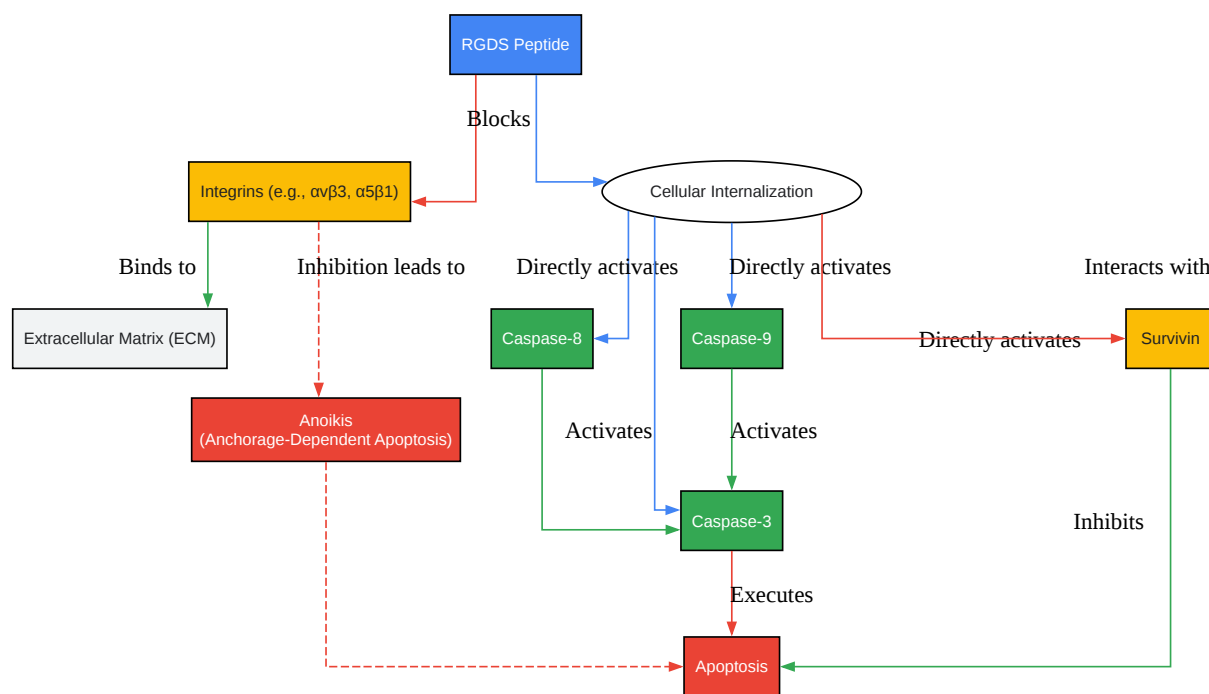 RGDS Peptide
Blocks
Integrins (e.g., αvβ3, α5β1)
Cellular Internalization
Binds to
Inhibition leads to
Directly activates
Directly activates
Interacts with
Extracellular Matrix (ECM)
Caspase-8
Caspase-9
Directly activates
Survivin
Anoikis
(Anchorage-Dependent Apoptosis)
Activates
Activates
Caspase-3
Inhibits
Executes
Apoptosis